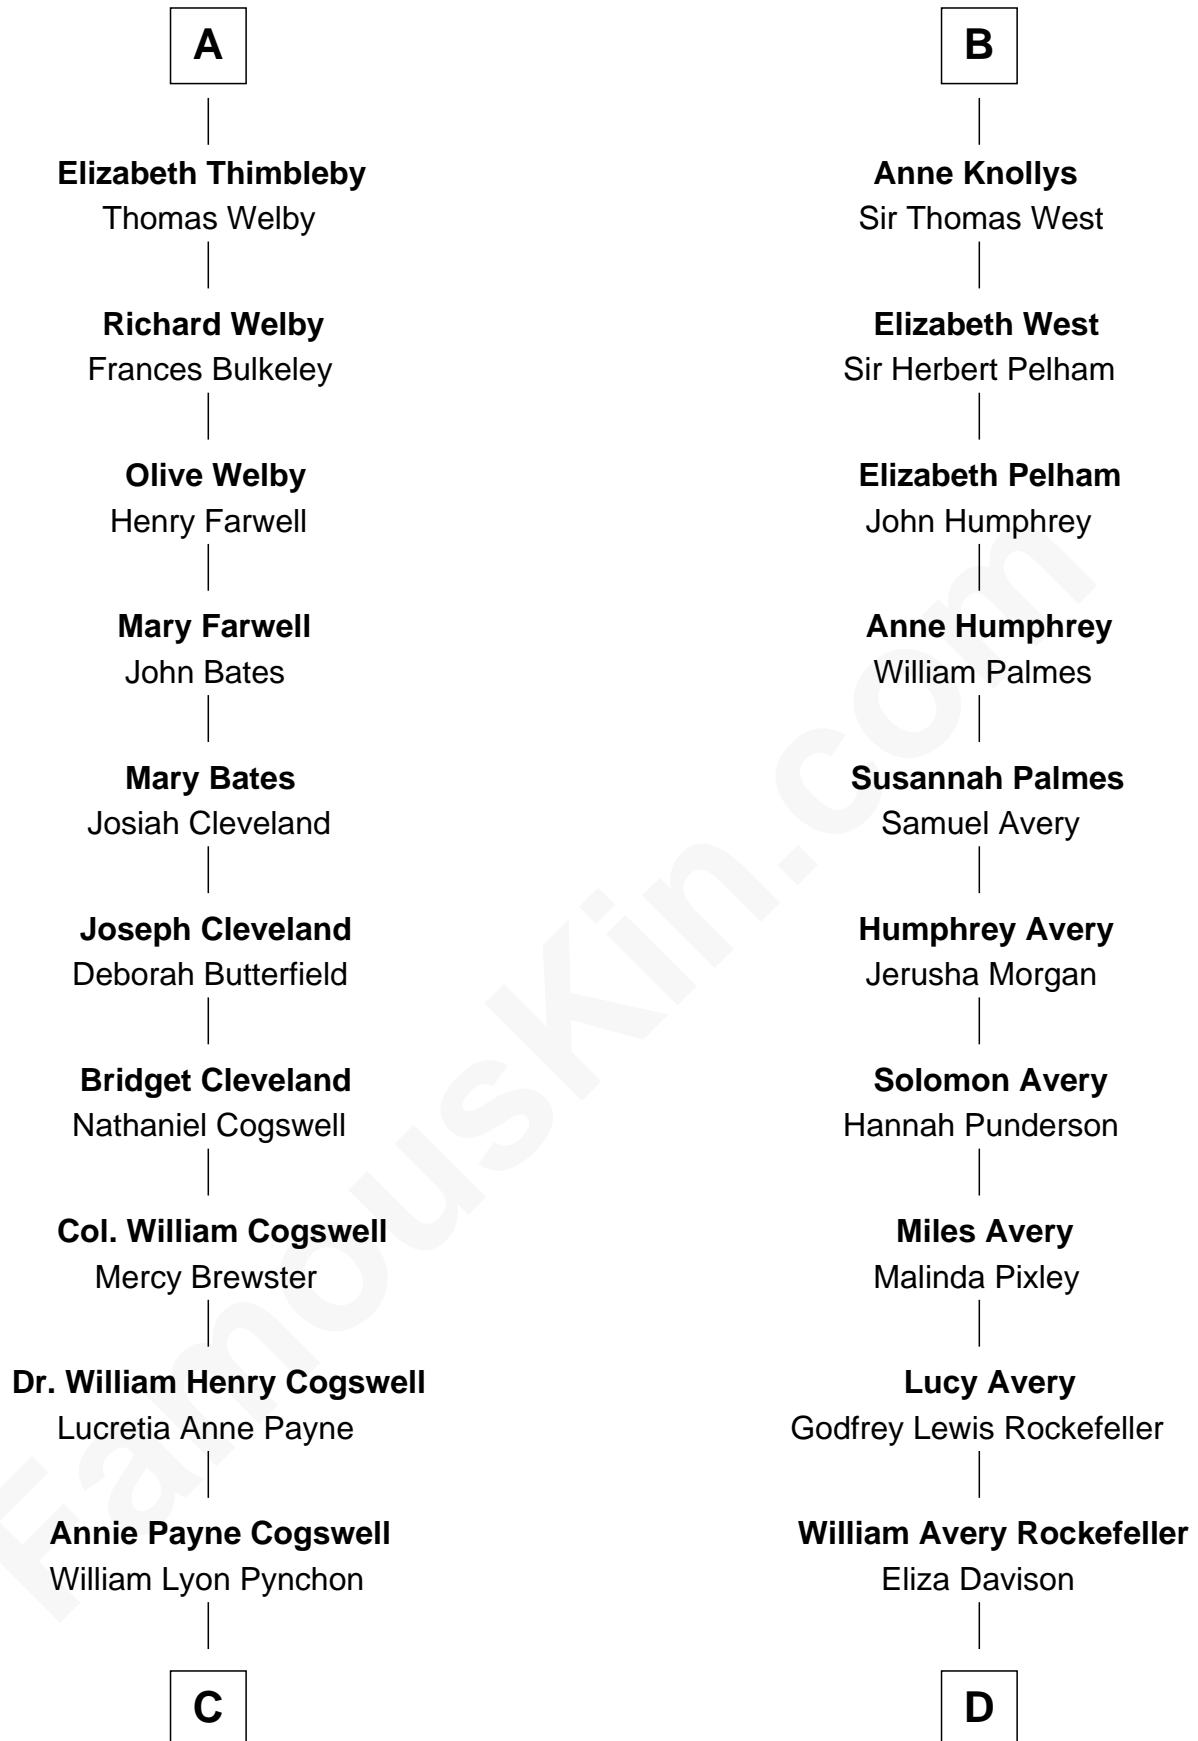 A
Elizabeth Thimbleby
Thomas Welby
Richard Welby
Frances Bulkeley
Olive Welby
Henry Farwell
Mary Farwell
John Bates
Mary Bates
Josiah Cleveland
Joseph Cleveland
Deborah Butterfield
Bridget Cleveland
Nathaniel Cogswell
Col. William Cogswell
Mercy Brewster
Dr. William Henry Cogswell
Lucretia Anne Payne
Annie Payne Cogswell
William Lyon Pynchon
C
B
Anne Knollys
Sir Thomas West
Elizabeth West
Sir Herbert Pelham
Elizabeth Pelham
John Humphrey
Anne Humphrey
William Palmes
Susannah Palmes
Samuel Avery
Humphrey Avery
Jerusha Morgan
Solomon Avery
Hannah Punderson
Miles Avery
Malinda Pixley
Lucy Avery
Godfrey Lewis Rockefeller
William Avery Rockefeller
Eliza Davison
D
FamousKin.com